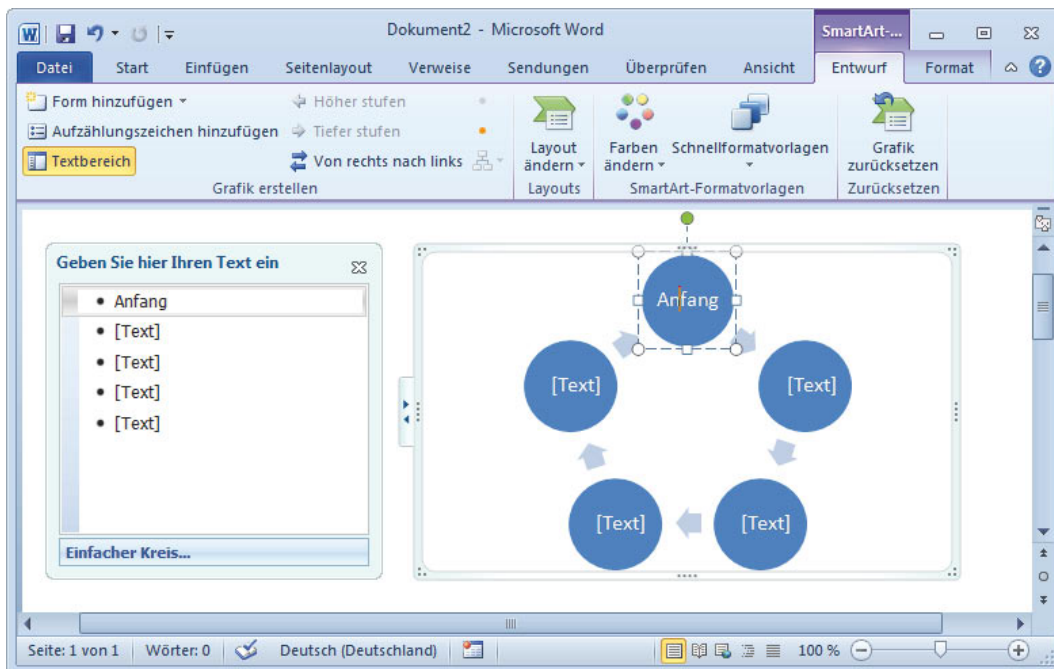 Dokument2 - Microsoft Word
SmartArt-...
Datei Start Einfügen Seitenlayout Verweise Sendungen Überprüfen Ansicht Entwurf Format
Form hinzufügen
Aufzählungszeichen hinzufügen
Textbereich
Höher stufen
Tiefer stufen
Von rechts nach links
Grafik erstellen
Layout
ändern
Layouts
Farben
ändern
Schnellformatvorlagen
SmartArt-Formatvorlagen
Grafik
zurücksetzen
Zurücksetzen
Geben Sie hier Ihren Text ein
Anfang
[Text]
[Text]
[Text]
[Text]
Einfacher Kreis...
Anfang
[Text]
[Text]
[Text]
[Text]
Seite: 1 von 1 Wörter: 0 Deutsch (Deutschland) 100 %